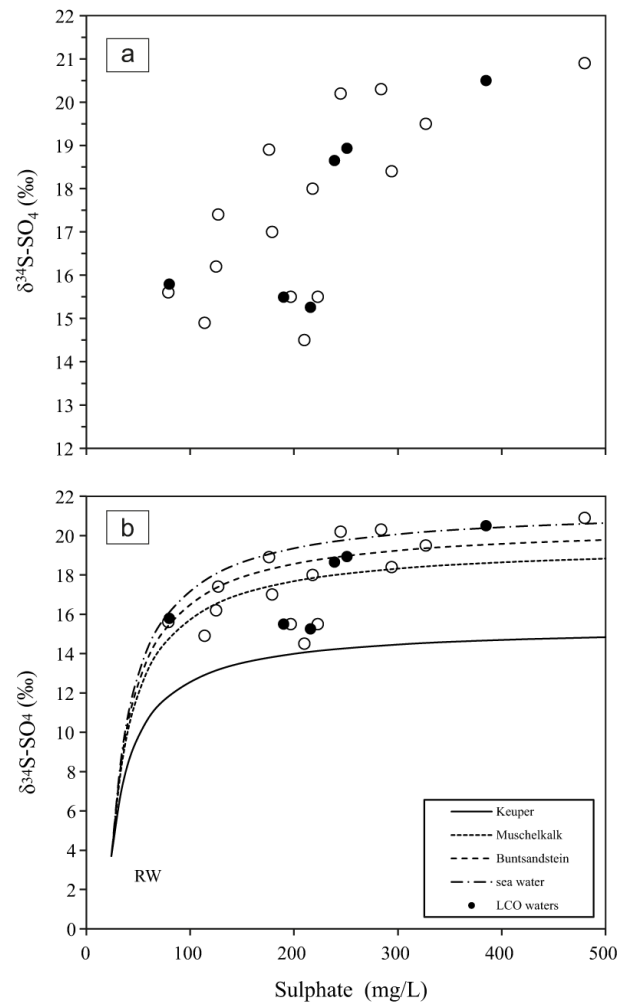 a
22
21
20
19
18
17
16
15
14
13
12
δ³⁴S-SO₄ (‰)
b
22
20
18
16
14
12
10
8
6
4
2
0
δ³⁴S-SO⁴ (‰)
RW
Keuper
Muschelkalk
Buntsandstein
sea water
LCO waters
0 100 200 300 400 500
Sulphate (mg/L)